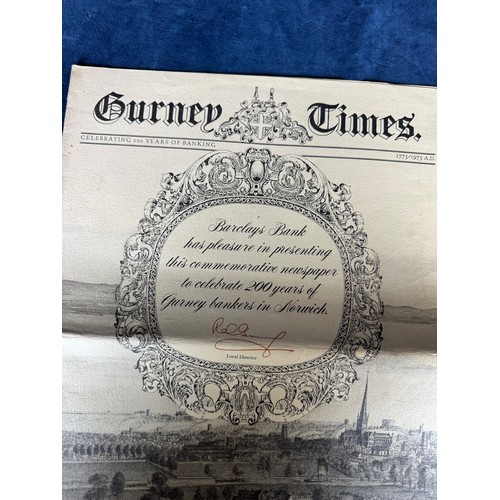 Gurney Times.
CELEBRATING 200 YEARS OF BANKING 1775-1975 A.D.
Barclays Bank
has pleasure in presenting
this commemorative newspaper
to celebrate 200 years of
Gurney bankers in Norwich.
Local Director